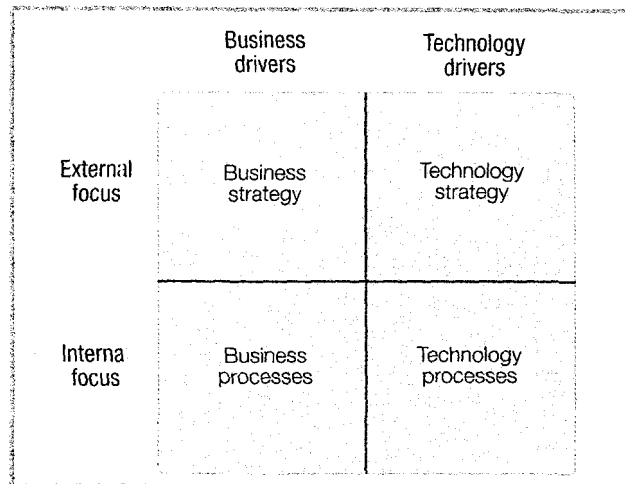 Business Technology
drivers drivers
External Business Technology
focus strategy strategy
Interna Business Technology
focus processes processes